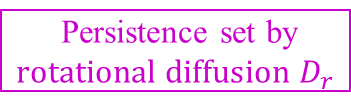 Persistence set by
rotational diffusion $D_r$